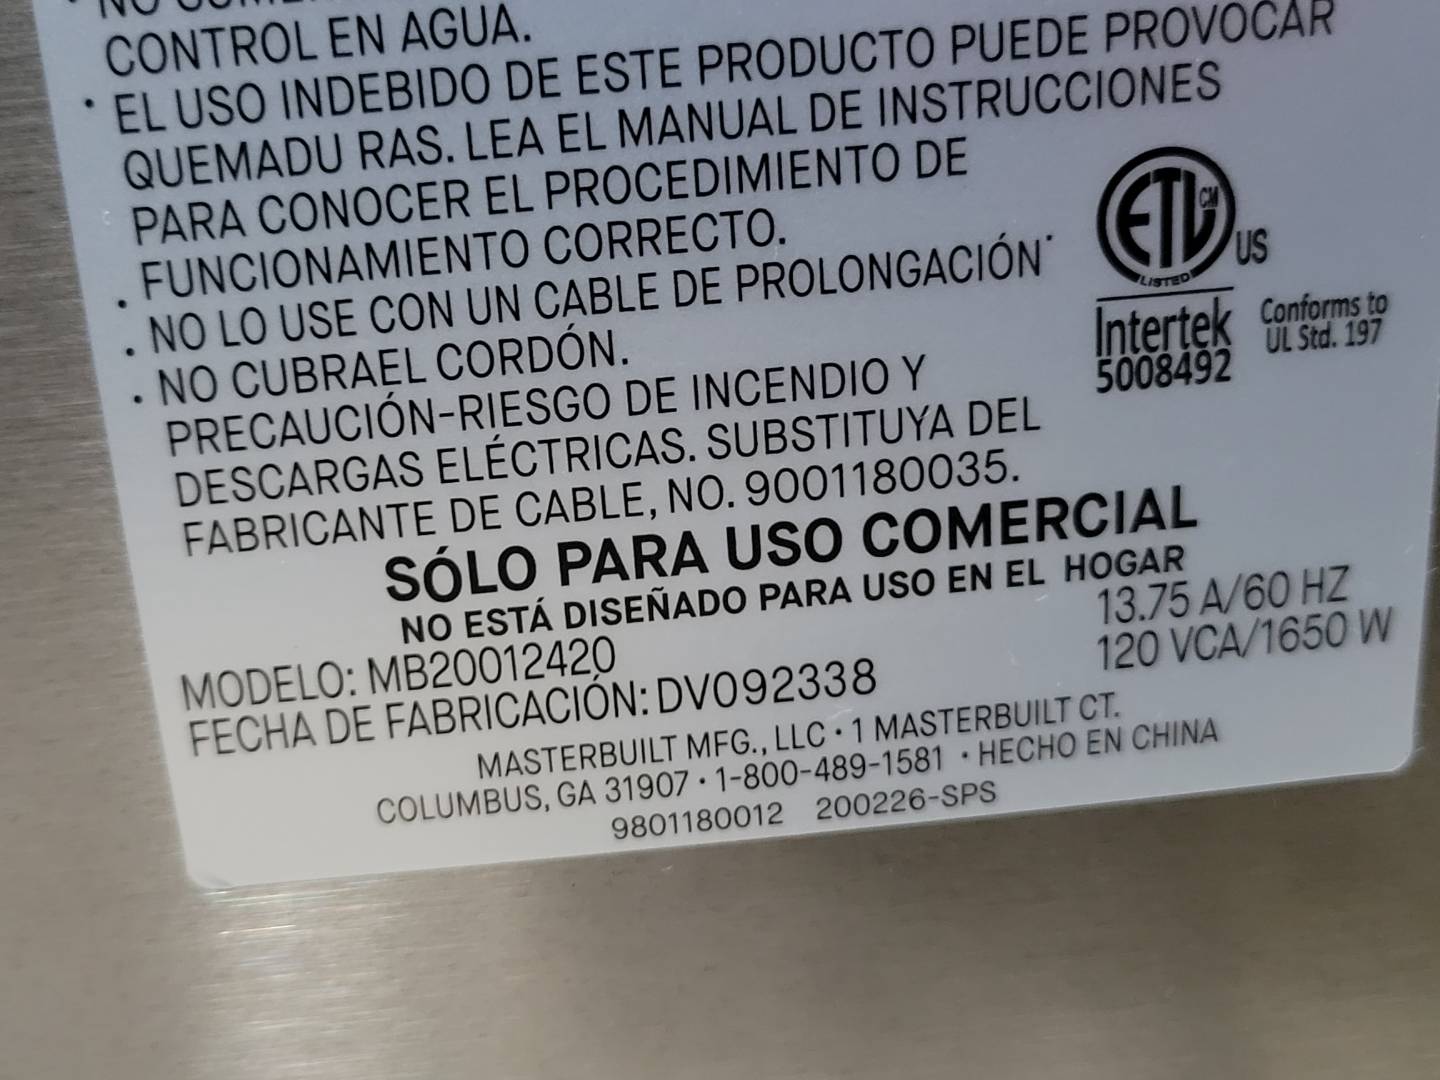 CONTROL EN AGUA.
· EL USO INDEBIDO DE ESTE PRODUCTO PUEDE PROVOCAR
QUEMADU RAS. LEA EL MANUAL DE INSTRUCCIONES
PARA CONOCER EL PROCEDIMIENTO DE
FUNCIONAMIENTO CORRECTO.
· NO LO USE CON UN CABLE DE PROLONGACIÓN
· NO CUBRAEL CORDÓN.
· PRECAUCIÓN-RIESGO DE INCENDIO Y
DESCARGAS ELÉCTRICAS. SUBSTITUYA DEL
FABRICANTE DE CABLE, NO. 9001180035.
ETL CM
LISTED
US
Intertek
5008492
Conforms to
UL Std. 197
SÓLO PARA USO COMERCIAL
NO ESTÁ DISEÑADO PARA USO EN EL HOGAR
MODELO: MB20012420
13.75 A/60 HZ
FECHA DE FABRICACIÓN: DV092338
120 VCA/1650 W
MASTERBUILT MFG., LLC · 1 MASTERBUILT CT.
COLUMBUS, GA 31907 · 1-800-489-1581 · HECHO EN CHINA
9801180012 200226-SPS